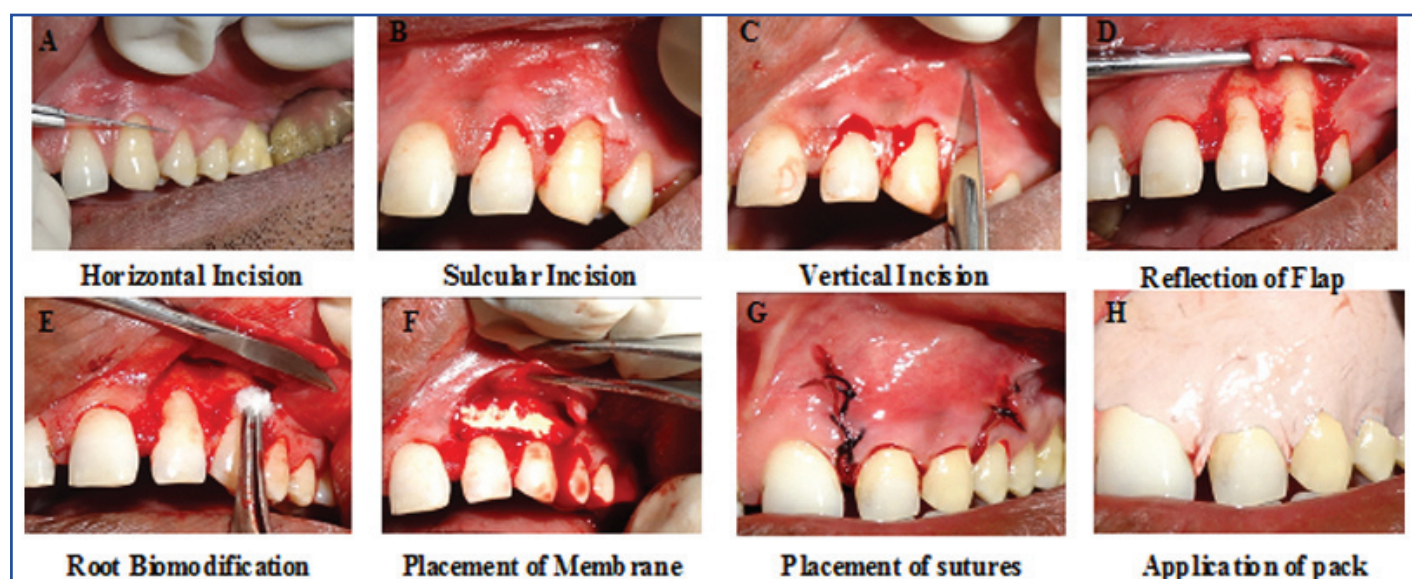 A
B
C
D
Horizontal Incision
Sulcular Incision
Vertical Incision
Reflection of Flap
E
F
G
H
Root Biomodification
Placement of Membrane
Placement of sutures
Application of pack